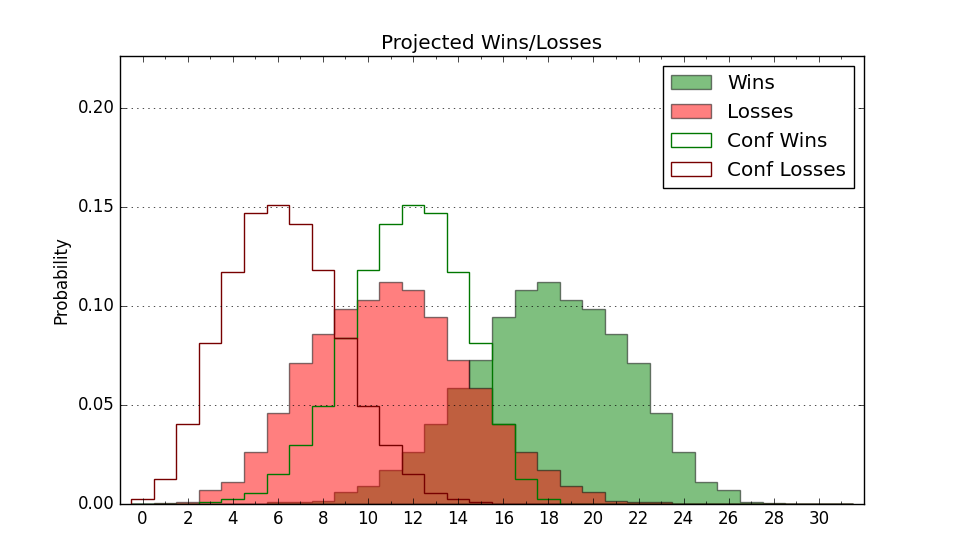 Projected Wins/Losses
Wins
Losses
Conf Wins
Conf Losses
Probability
0.20
0.15
0.10
0.05
0.00
0 2 4 6 8 10 12 14 16 18 20 22 24 26 28 30